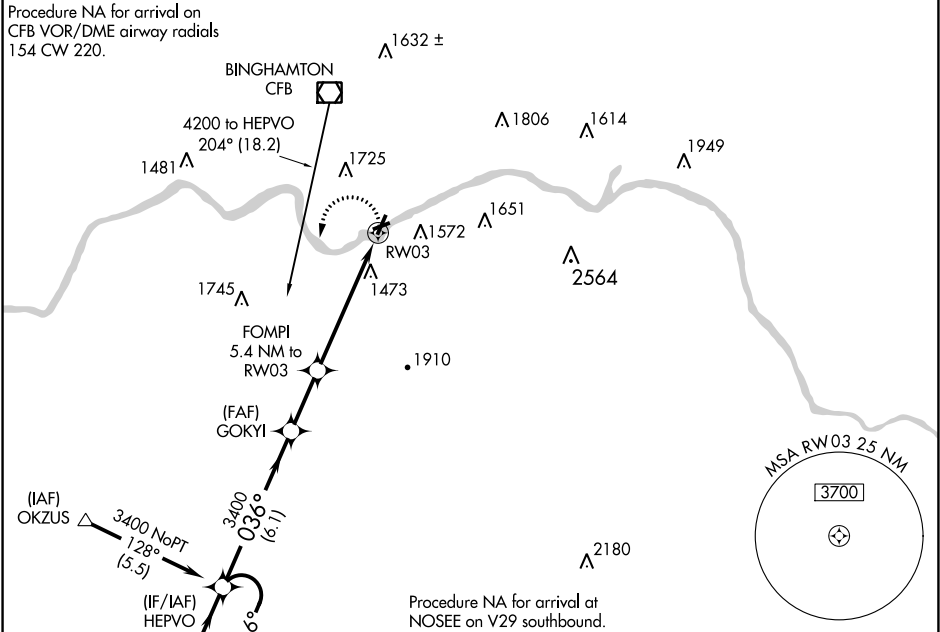 Procedure NA for arrival on
CFB VOR/DME airway radials
154 CW 220.
1632 ±
BINGHAMTON
CFB
4200 to HEPVO
204° (18.2)
1806
1614
1949
1481
1725
1651
1572
RW03
2564
1473
1745
FOMPI
5.4 NM to
RW03
1910
(FAF)
GOKYI
MSA RW03 25 NM
3700
(IAF)
OKZUS
3400 NoPT
128°
(5.5)
3400
036°
(6.1)
2180
(IF/IAF)
HEPVO
6°
Procedure NA for arrival at
NOSEE on V29 southbound.